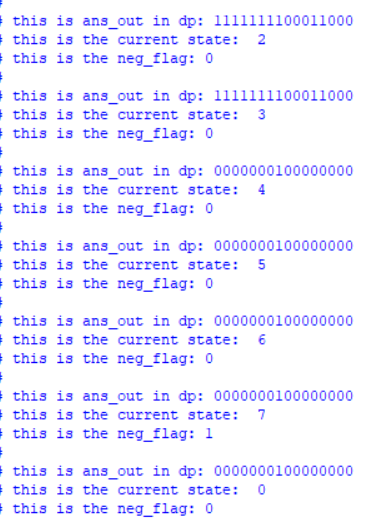 #
# this is ans_out in dp: 1111111100011000
# this is the current state:  2
# this is the neg_flag: 0
#
# this is ans_out in dp: 1111111100011000
# this is the current state:  3
# this is the neg_flag: 0
#
# this is ans_out in dp: 0000000100000000
# this is the current state:  4
# this is the neg_flag: 0
#
# this is ans_out in dp: 0000000100000000
# this is the current state:  5
# this is the neg_flag: 0
#
# this is ans_out in dp: 0000000100000000
# this is the current state:  6
# this is the neg_flag: 0
#
# this is ans_out in dp: 0000000100000000
# this is the current state:  7
# this is the neg_flag: 1
#
# this is ans_out in dp: 0000000100000000
# this is the current state:  0
# this is the neg_flag: 0